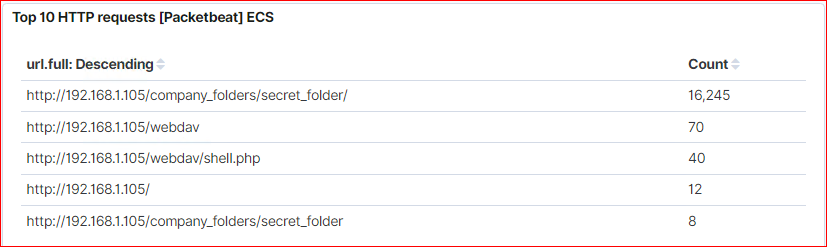 Top 10 HTTP requests [Packetbeat] ECS
url.full: Descending Count
http://192.168.1.105/company_folders/secret_folder/ 16,245
http://192.168.1.105/webdav 70
http://192.168.1.105/webdav/shell.php 40
http://192.168.1.105/ 12
http://192.168.1.105/company_folders/secret_folder 8